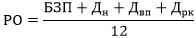 РО = (БЗП + Дн + Двп + Дрк) / 12